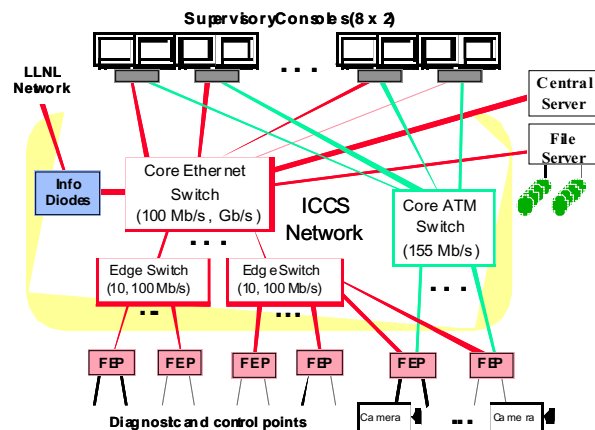 Supervisory Consoles (8 x 2)
LLNL
Network
Central
Server
File
Server
Info
Diodes
Core Ethernet
Switch
(100 Mb/s, Gb/s)
ICCS
Network
Core ATM
Switch
(155 Mb/s)
Edge Switch
(10, 100 Mb/s)
Edge Switch
(10, 100 Mb/s)
FEP
FEP
FEP
FEP
FEP
FEP
Diagnostc and control points
Camera
Camera